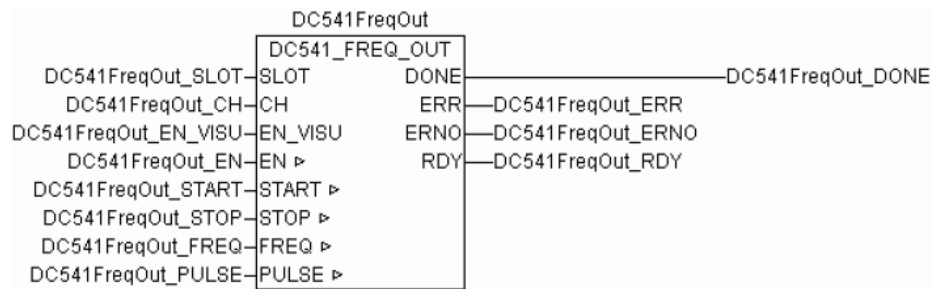 DC541FreqOut
DC541_FREQ_OUT
DC541FreqOut_SLOT SLOT DONE DC541FreqOut_DONE
DC541FreqOut_CH CH ERR DC541FreqOut_ERR
DC541FreqOut_EN_VISU EN_VISU ERNO DC541FreqOut_ERNO
DC541FreqOut_EN EN ▹ RDY DC541FreqOut_RDY
DC541FreqOut_START START ▹
DC541FreqOut_STOP STOP ▹
DC541FreqOut_FREQ FREQ ▹
DC541FreqOut_PULSE PULSE ▹